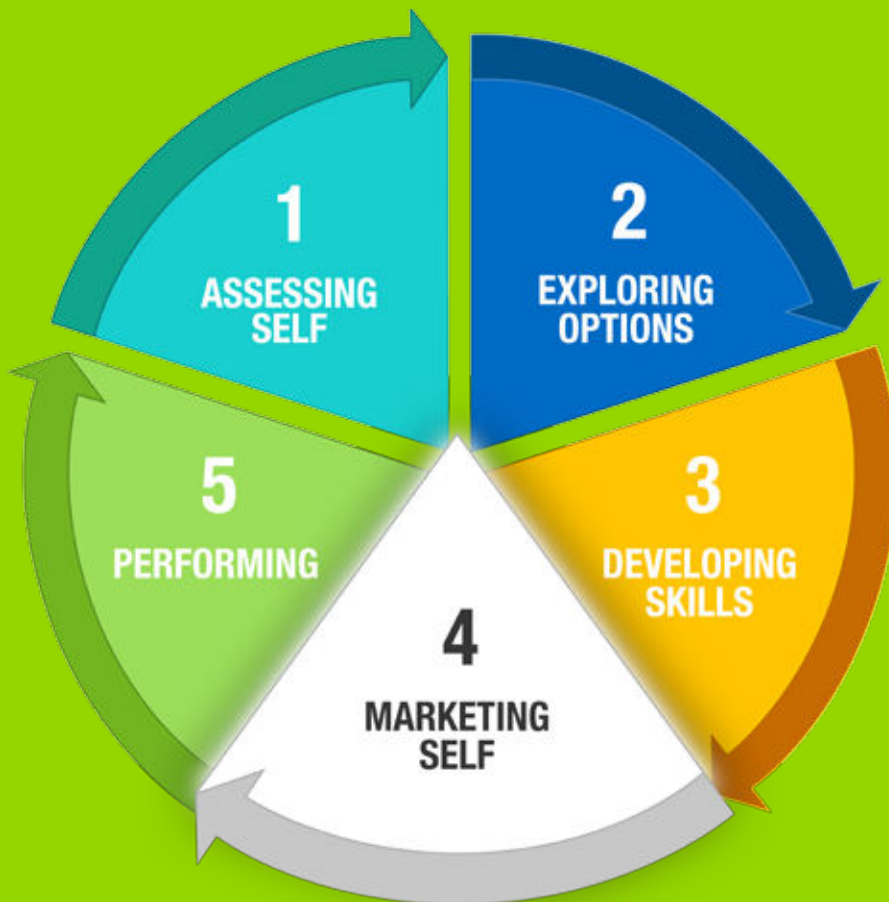 1
ASSESSING
SELF
2
EXPLORING
OPTIONS
3
DEVELOPING
SKILLS
4
MARKETING
SELF
5
PERFORMING